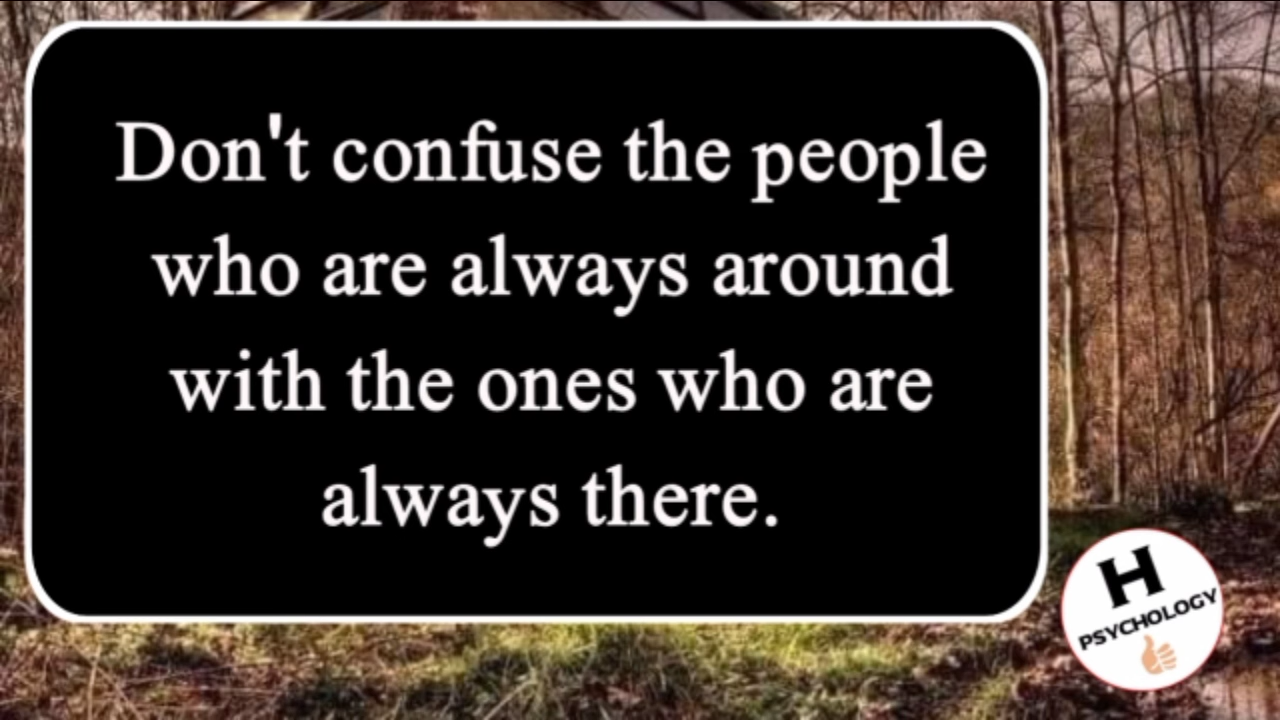 Don't confuse the people
who are always around
with the ones who are
always there.
H
PSYCHOLOGY